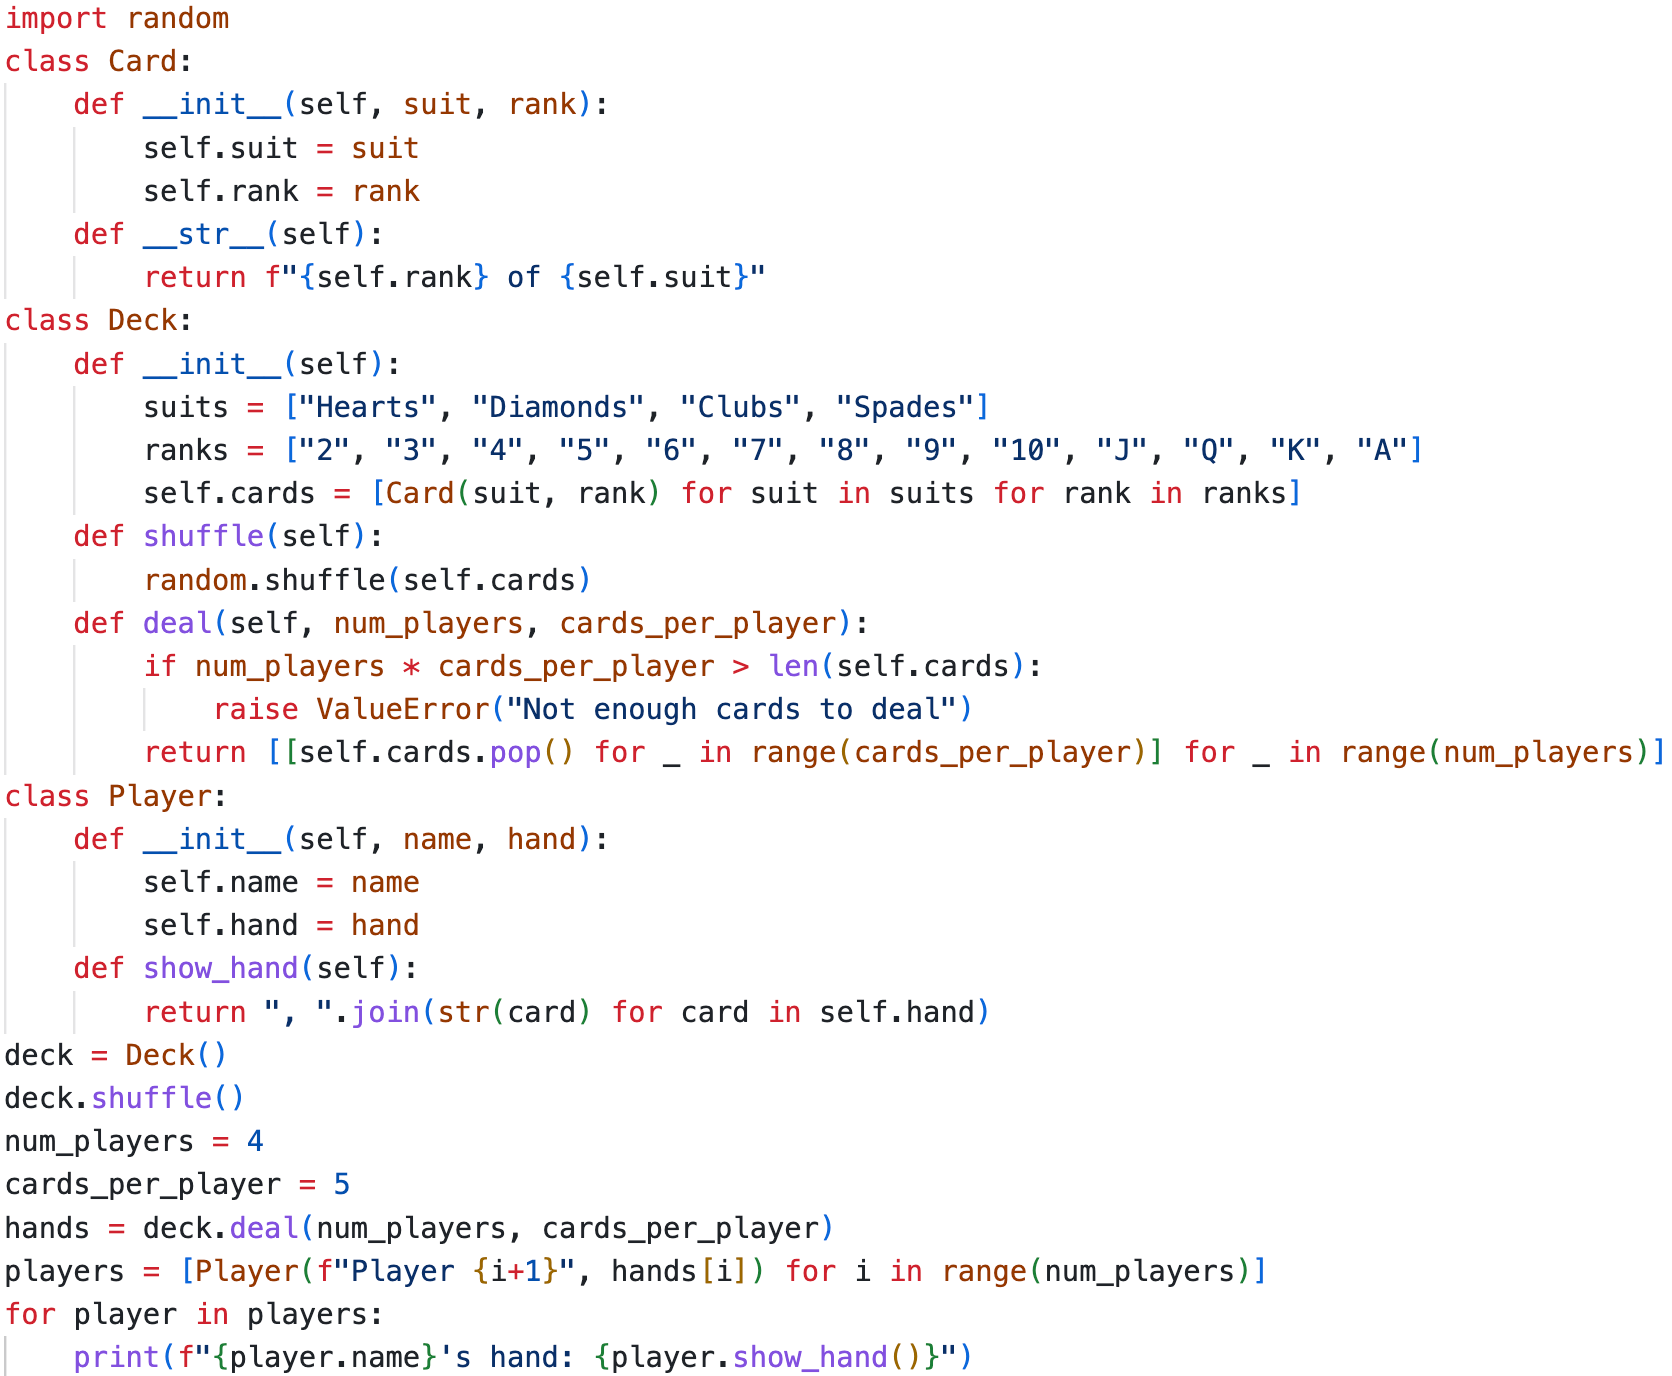 import random
class Card:
    def __init__(self, suit, rank):
        self.suit = suit
        self.rank = rank
    def __str__(self):
        return f"{self.rank} of {self.suit}"
class Deck:
    def __init__(self):
        suits = ["Hearts", "Diamonds", "Clubs", "Spades"]
        ranks = ["2", "3", "4", "5", "6", "7", "8", "9", "10", "J", "Q", "K", "A"]
        self.cards = [Card(suit, rank) for suit in suits for rank in ranks]
    def shuffle(self):
        random.shuffle(self.cards)
    def deal(self, num_players, cards_per_player):
        if num_players * cards_per_player > len(self.cards):
            raise ValueError("Not enough cards to deal")
        return [[self.cards.pop() for _ in range(cards_per_player)] for _ in range(num_players)]
class Player:
    def __init__(self, name, hand):
        self.name = name
        self.hand = hand
    def show_hand(self):
        return ", ".join(str(card) for card in self.hand)
deck = Deck()
deck.shuffle()
num_players = 4
cards_per_player = 5
hands = deck.deal(num_players, cards_per_player)
players = [Player(f"Player {i+1}", hands[i]) for i in range(num_players)]
for player in players:
    print(f"{player.name}'s hand: {player.show_hand()}")